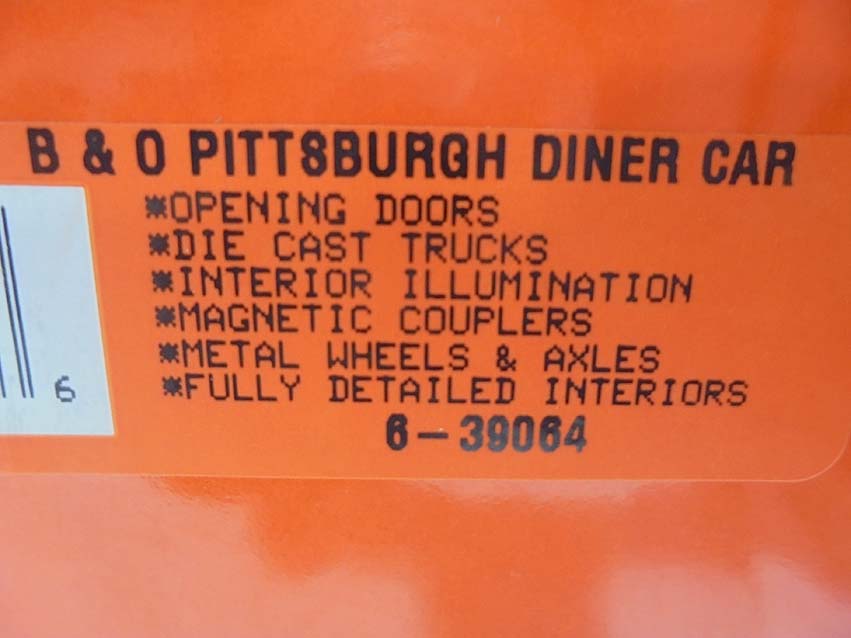 B & O PITTSBURGH DINER CAR
*OPENING DOORS
*DIE CAST TRUCKS
*INTERIOR ILLUMINATION
*MAGNETIC COUPLERS
*METAL WHEELS & AXLES
*FULLY DETAILED INTERIORS
6
6-39064